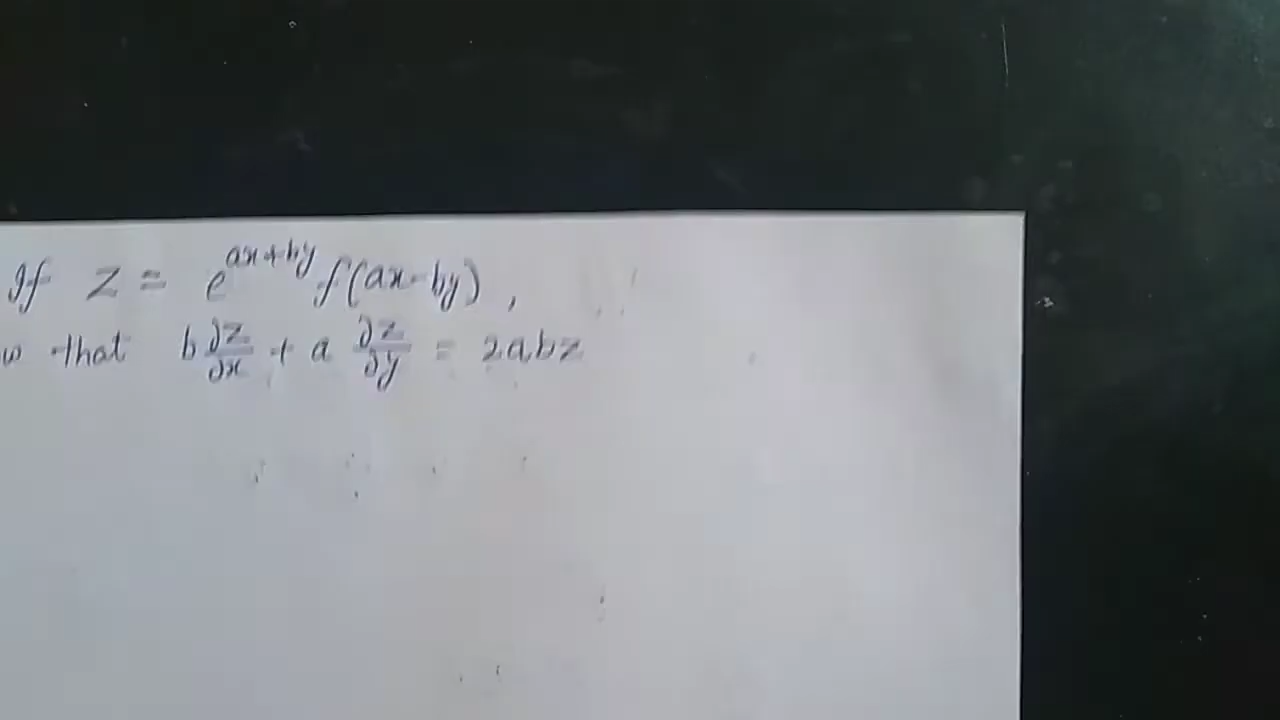 If z = e^{ax+by} f(ax-by),
w that b ∂z/∂x + a ∂z/∂y = 2abz